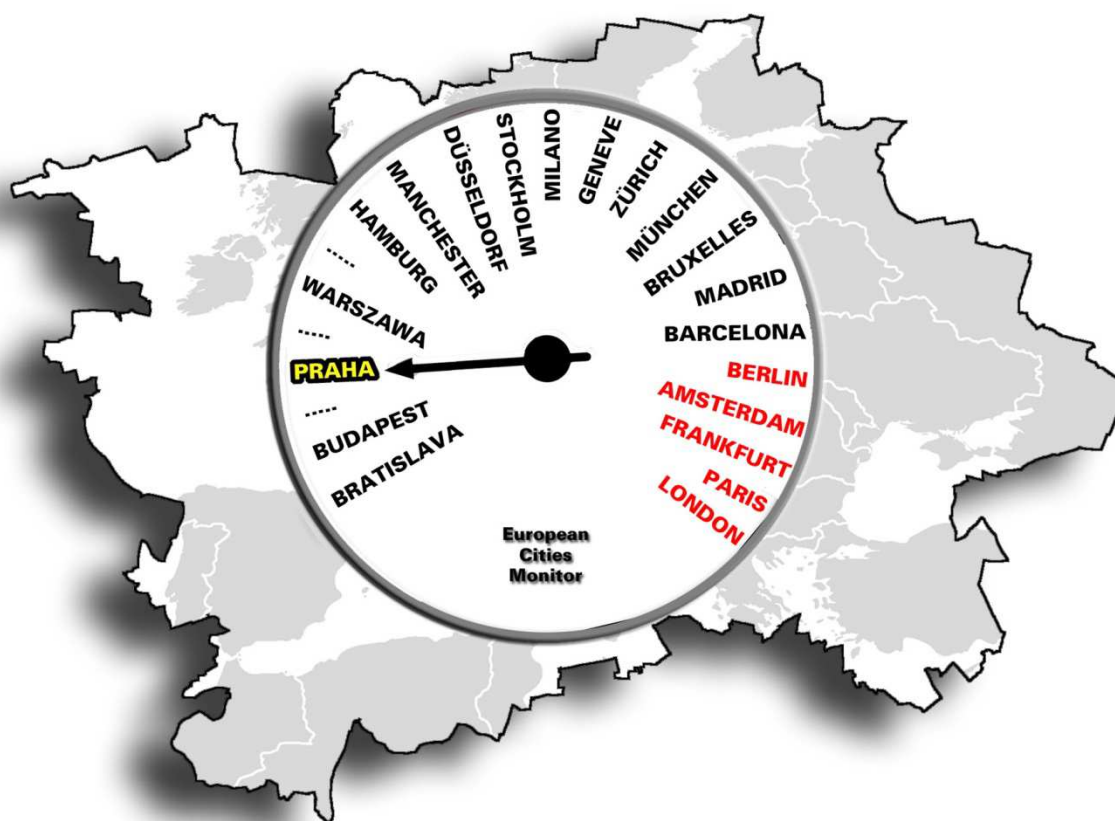 BRATISLAVA
BUDAPEST
.....
PRAHA
.....
WARSZAWA
.....
HAMBURG
MANCHESTER
DÜSSELDORF
STOCKHOLM
MILANO
GENEVE
ZÜRICH
MÜNCHEN
BRUXELLES
MADRID
BARCELONA
BERLIN
AMSTERDAM
FRANKFURT
PARIS
LONDON
European
Cities
Monitor